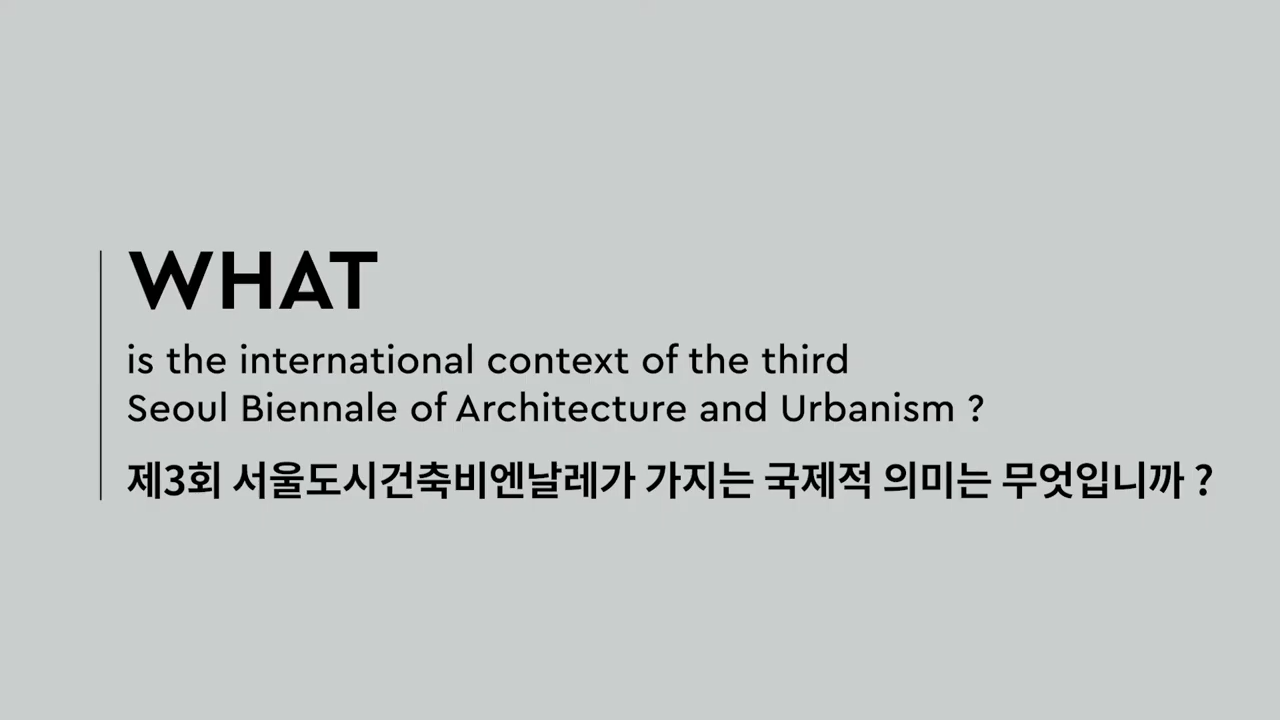 WHAT
is the international context of the third
Seoul Biennale of Architecture and Urbanism ?
제3회 서울도시건축비엔날레가 가지는 국제적 의미는 무엇입니까 ?